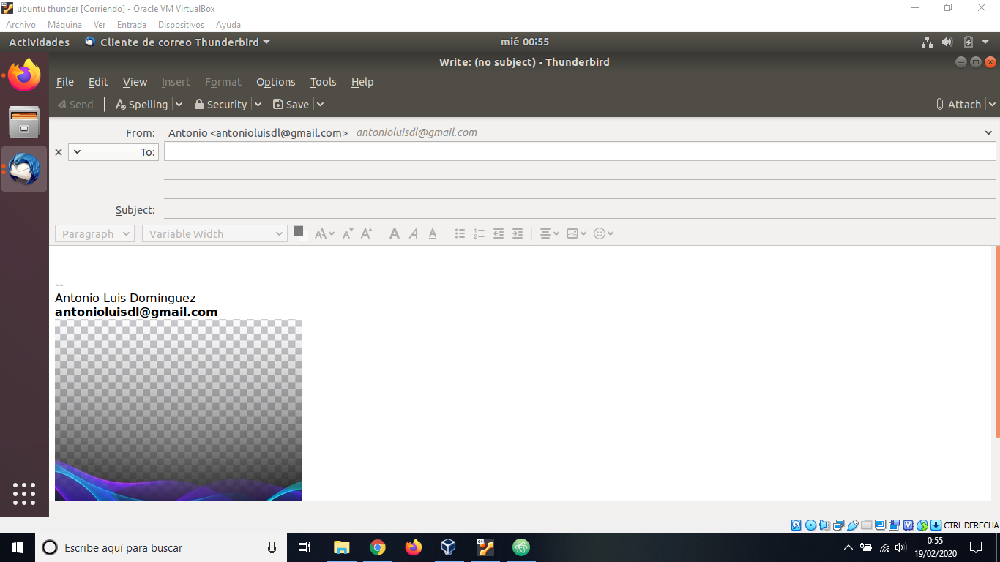 ubuntu thunder [Corriendo] - Oracle VM VirtualBox
Archivo Máquina Ver Entrada Dispositivos Ayuda
Actividades Cliente de correo Thunderbird mié 00:55
Write: (no subject) - Thunderbird
File Edit View Insert Format Options Tools Help
Send Spelling Security Save Attach
From: Antonio <antonioluisdl@gmail.com> antonioluisdl@gmail.com
To:
Subject:
Paragraph Variable Width
--
Antonio Luis Domínguez
antonioluisdl@gmail.com
CTRL DERECHA
Escribe aquí para buscar
0:55
19/02/2020